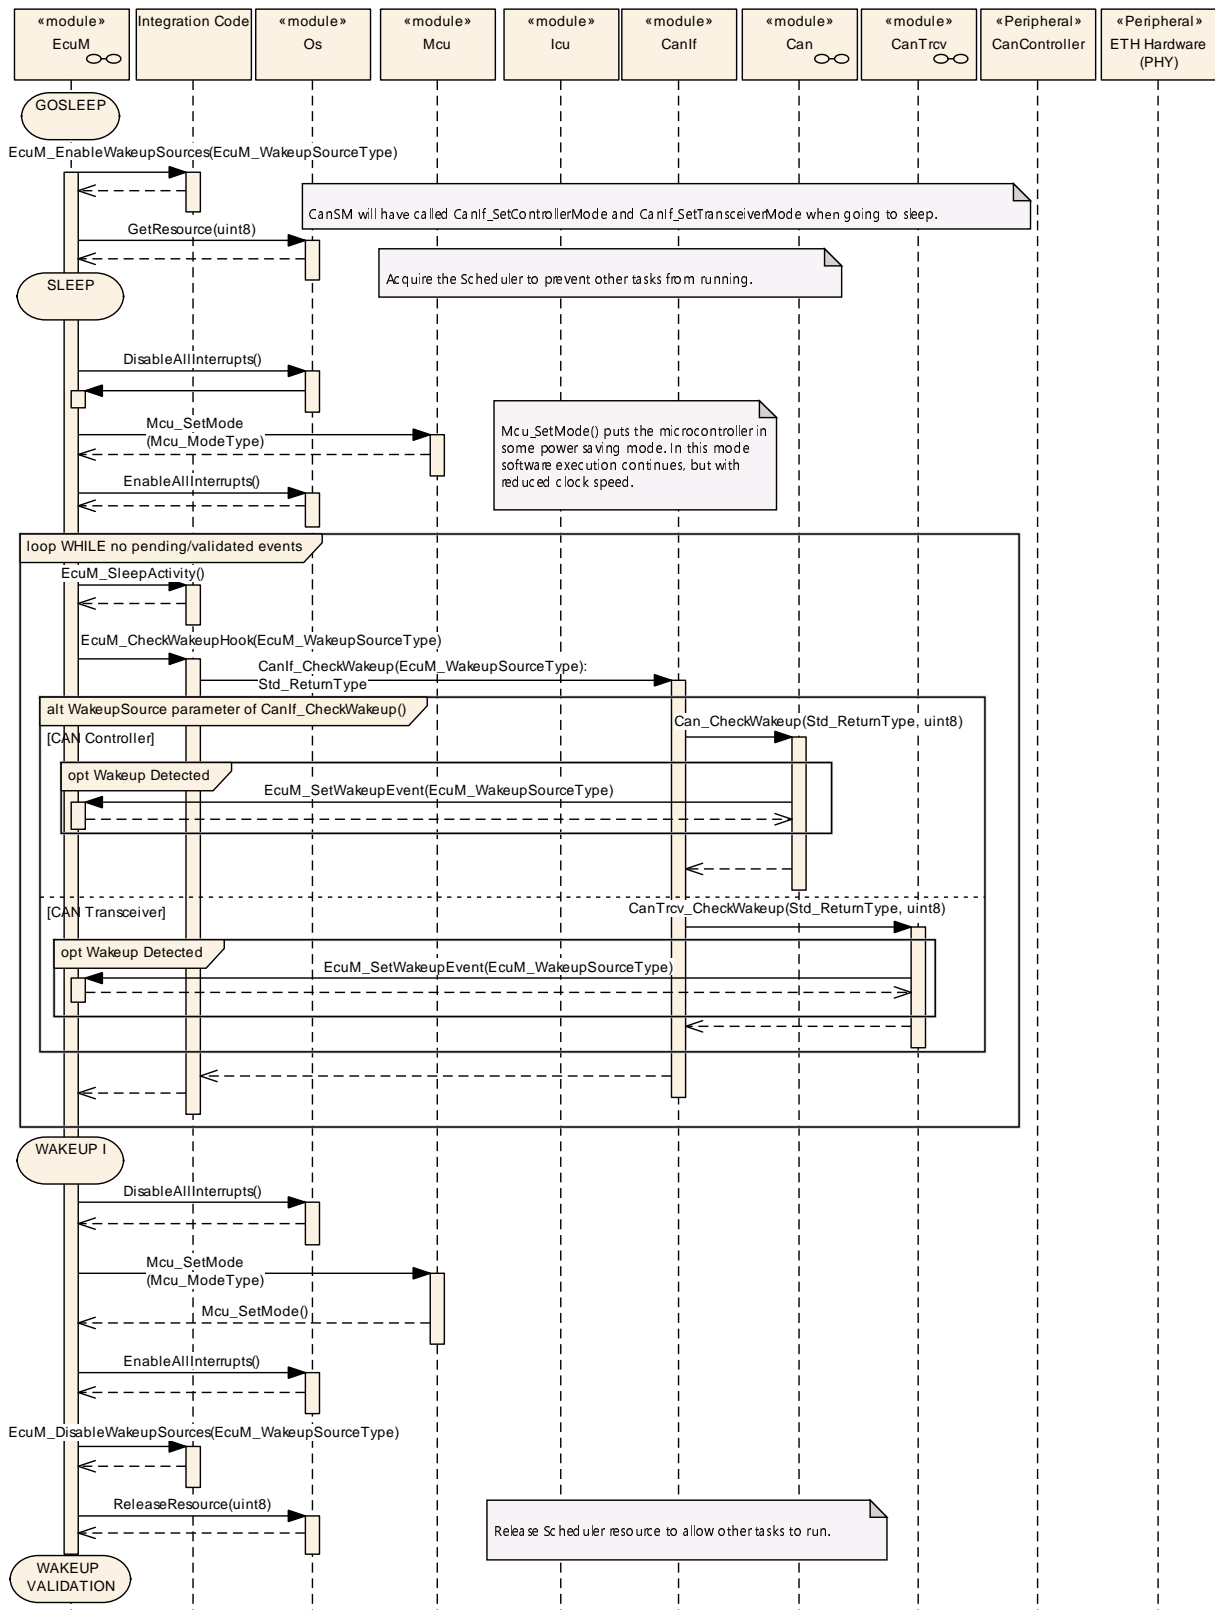 «module»
EcuM
Integration Code
«module»
Os
«module»
Mcu
«module»
Icu
«module»
CanIf
«module»
Can
«module»
CanTrcv
«Peripheral»
CanController
«Peripheral»
ETH Hardware
(PHY)
GOSLEEP
EcuM_EnableWakeupSources(EcuM_WakeupSourceType)
CanSM will have called CanIf_SetControllerMode and CanIf_SetTransceiverMode when going to sleep.
GetResource(uint8)
Acquire the Scheduler to prevent other tasks from running.
SLEEP
DisableAllInterrupts()
Mcu_SetMode
(Mcu_ModeType)
Mcu_SetMode() puts the microcontroller in
some power saving mode. In this mode
software execution continues, but with
reduced clock speed.
EnableAllInterrupts()
loop WHILE no pending/validated events
EcuM_SleepActivity()
EcuM_CheckWakeupHook(EcuM_WakeupSourceType)
CanIf_CheckWakeup(EcuM_WakeupSourceType):
Std_ReturnType
alt WakeupSource parameter of CanIf_CheckWakeup()
Can_CheckWakeup(Std_ReturnType, uint8)
[CAN Controller]
opt Wakeup Detected
EcuM_SetWakeupEvent(EcuM_WakeupSourceType)
[CAN Transceiver]
CanTrcv_CheckWakeup(Std_ReturnType, uint8)
opt Wakeup Detected
EcuM_SetWakeupEvent(EcuM_WakeupSourceType)
WAKEUP I
DisableAllInterrupts()
Mcu_SetMode
(Mcu_ModeType)
Mcu_SetMode()
EnableAllInterrupts()
EcuM_DisableWakeupSources(EcuM_WakeupSourceType)
ReleaseResource(uint8)
Release Scheduler resource to allow other tasks to run.
WAKEUP
VALIDATION